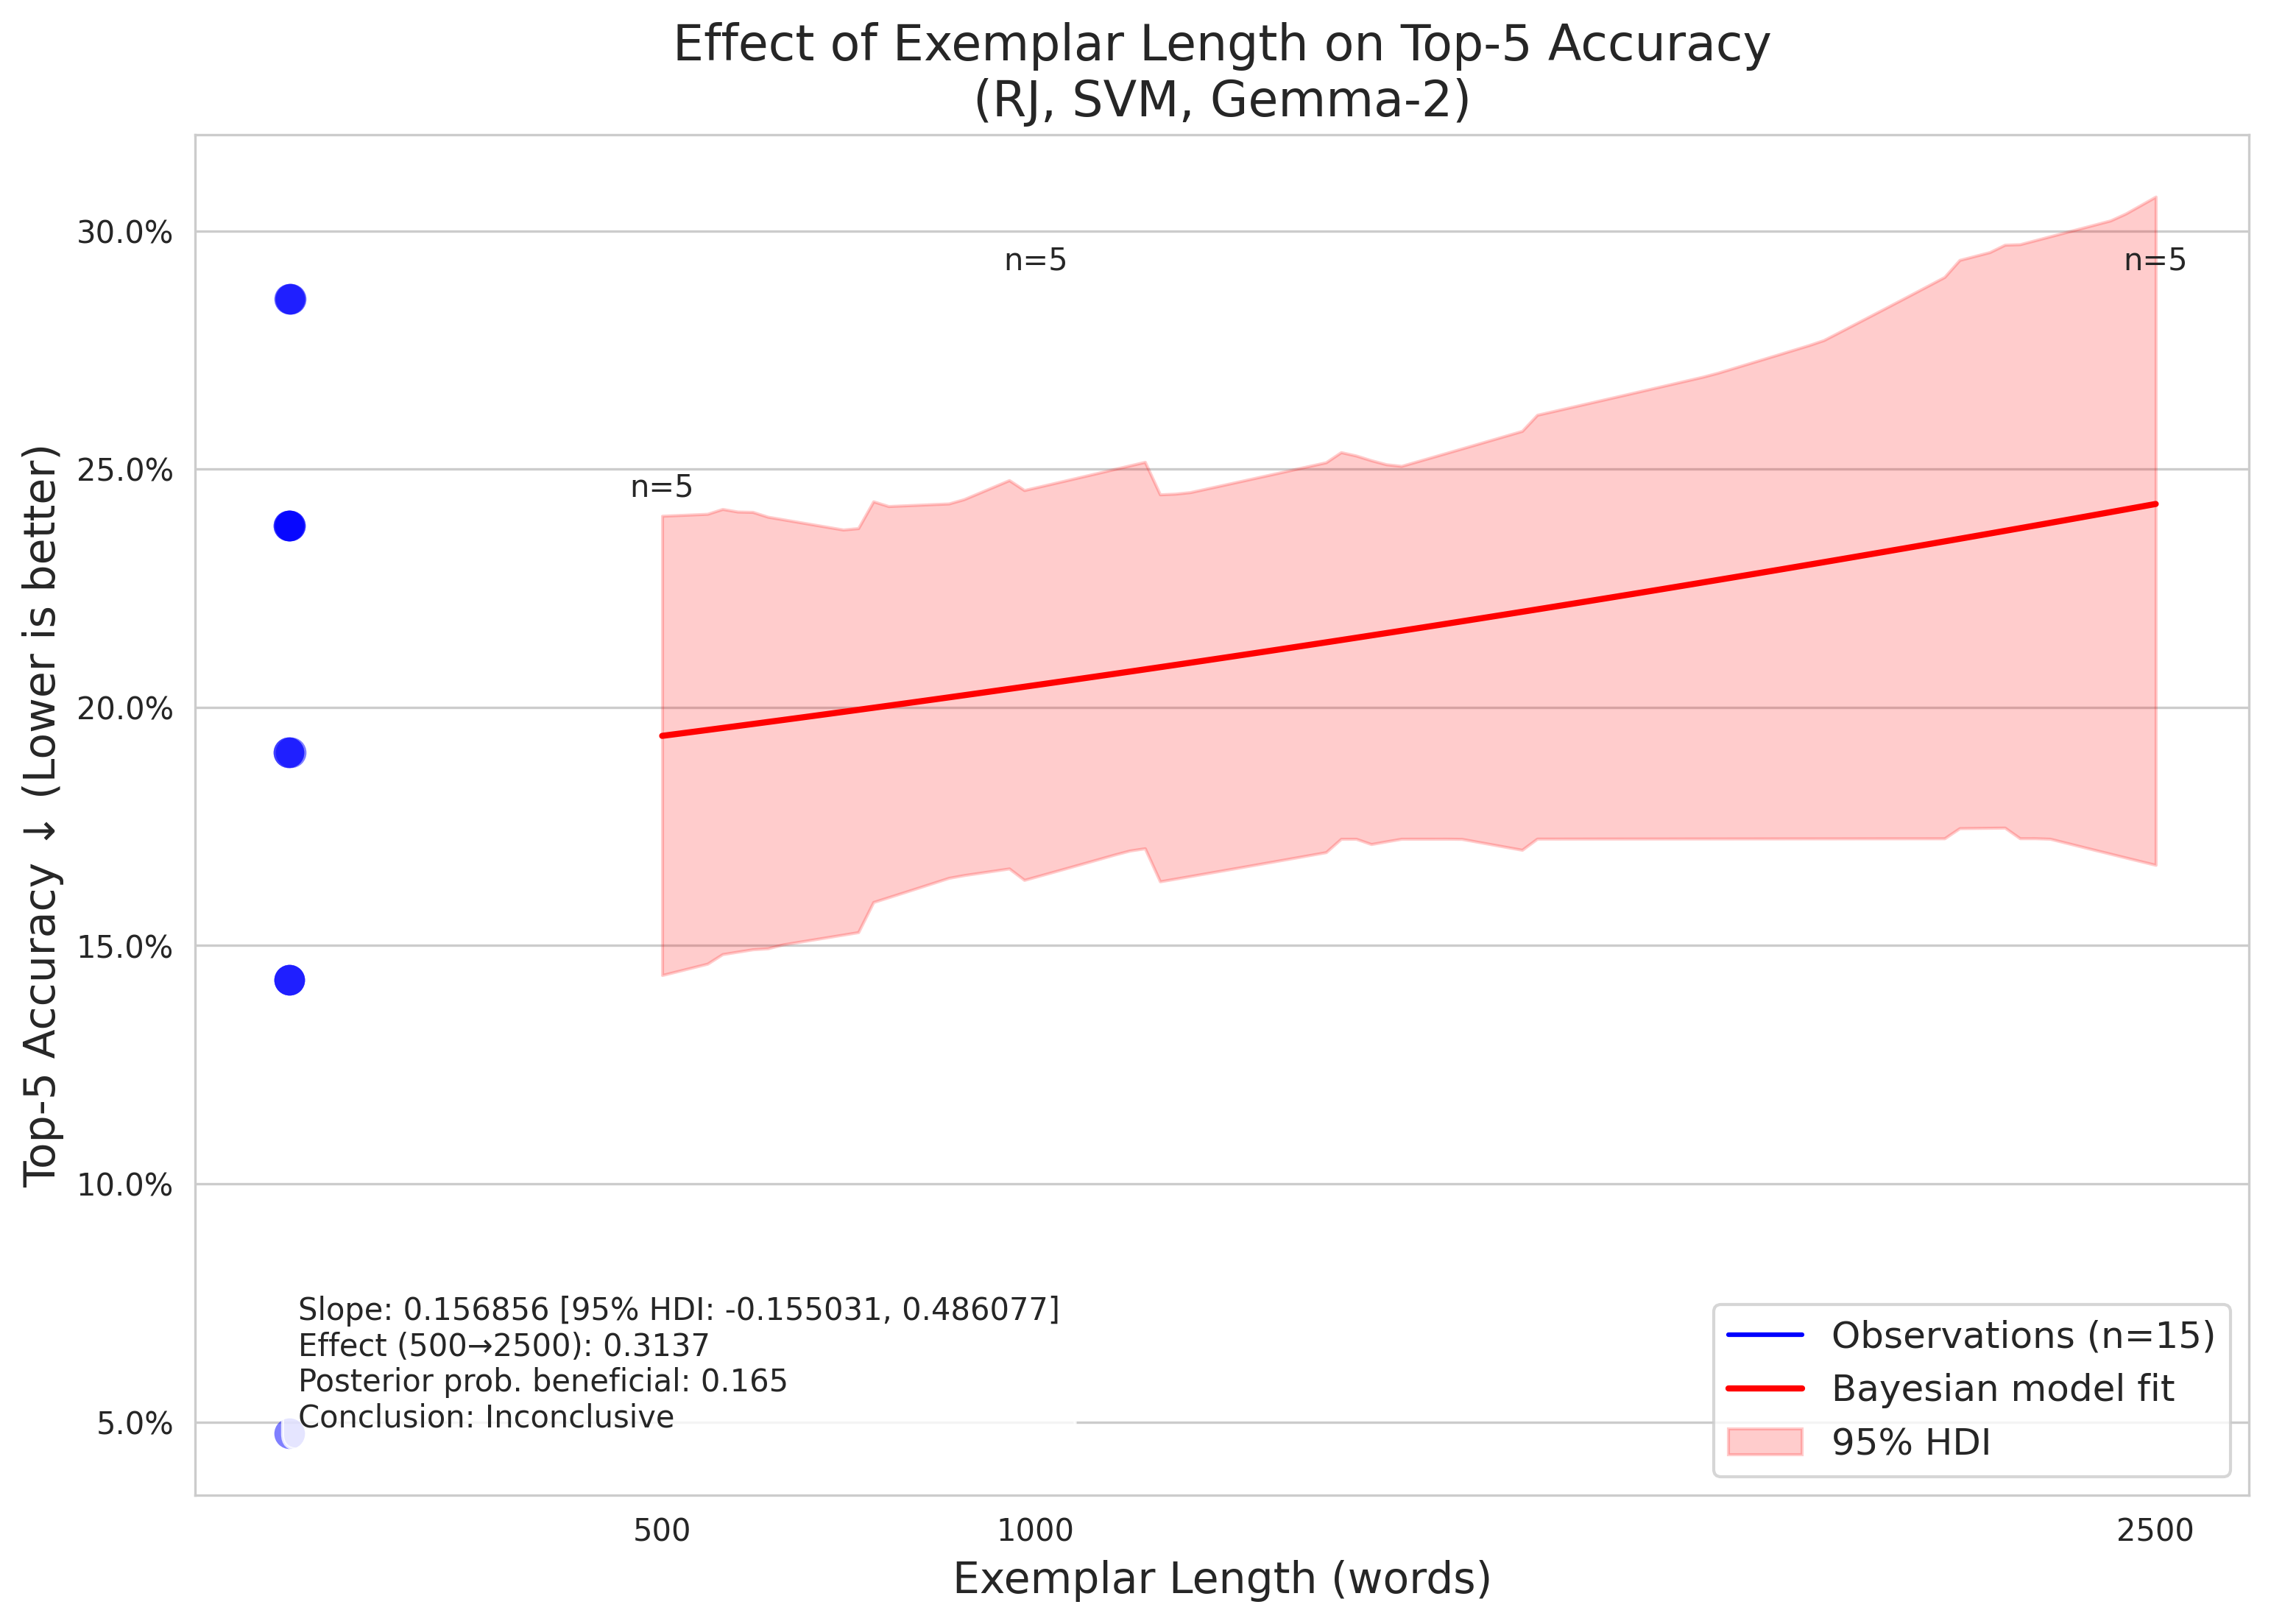 Effect of Exemplar Length on Top-5 Accuracy
(RJ, SVM, Gemma-2)
Top-5 Accuracy ↓ (Lower is better)
30.0%
25.0%
20.0%
15.0%
10.0%
5.0%
n=5
n=5
n=5
Slope: 0.156856 [95% HDI: -0.155031, 0.486077]
Effect (500→2500): 0.3137
Posterior prob. beneficial: 0.165
Conclusion: Inconclusive
Observations (n=15)
Bayesian model fit
95% HDI
500
1000
2500
Exemplar Length (words)